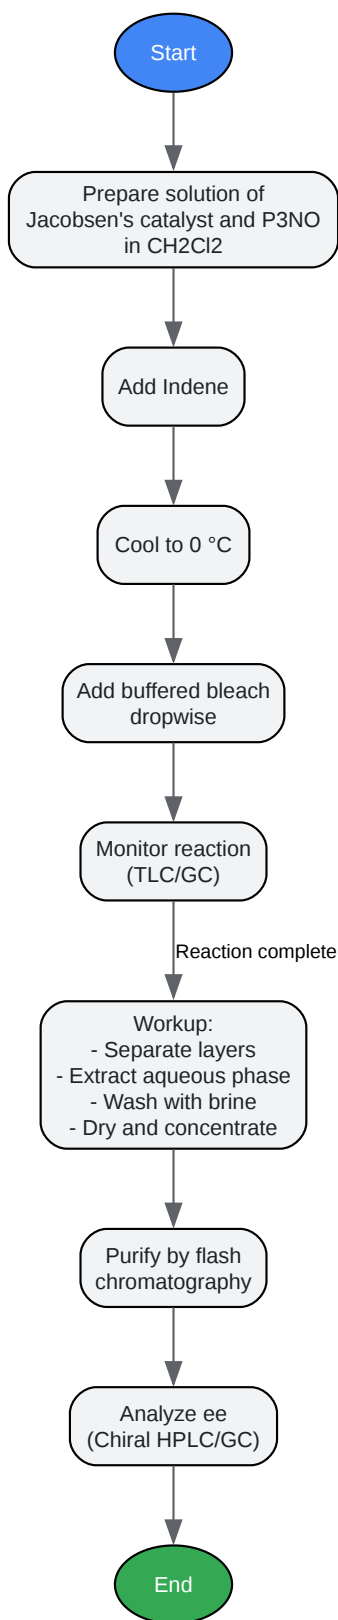 Start
Prepare solution of
Jacobsen's catalyst and P3NO
in CH2Cl2
Add Indene
Cool to 0 °C
Add buffered bleach
dropwise
Monitor reaction
(TLC/GC)
Reaction complete
Workup:
- Separate layers
- Extract aqueous phase
- Wash with brine
- Dry and concentrate
Purify by flash
chromatography
Analyze ee
(Chiral HPLC/GC)
End